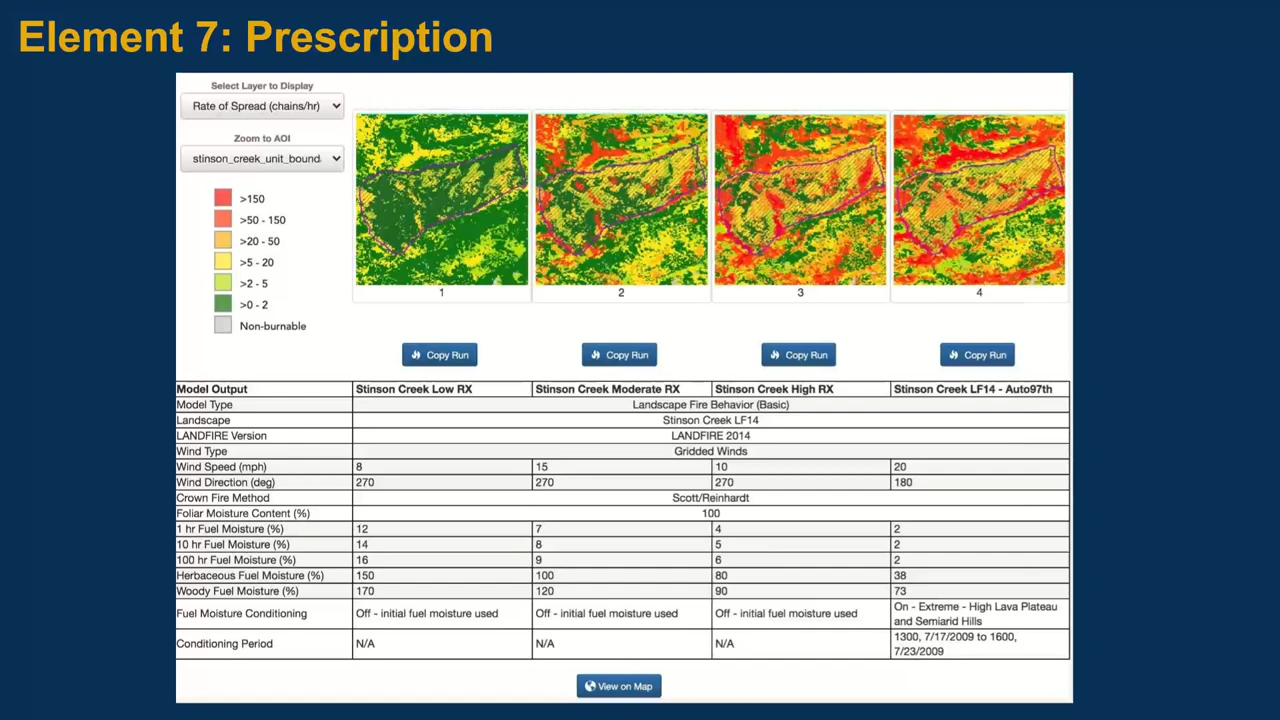 Element 7: Prescription
Select Layer to Display
Rate of Spread (chains/hr)
Zoom to AOI
stinson_creek_unit_bound
>150
>50 - 150
>20 - 50
>5 - 20
>2 - 5
>0 - 2
Non-burnable
1 2 3 4
Copy Run Copy Run Copy Run Copy Run
Model Output Stinson Creek Low RX Stinson Creek Moderate RX Stinson Creek High RX Stinson Creek LF14 - Auto97th
Model Type Landscape Fire Behavior (Basic)
Landscape Stinson Creek LF14
LANDFIRE Version LANDFIRE 2014
Wind Type Gridded Winds
Wind Speed (mph) 8 15 10 20
Wind Direction (deg) 270 270 270 180
Crown Fire Method Scott/Reinhardt
Foliar Moisture Content (%) 100
1 hr Fuel Moisture (%) 12 7 4 2
10 hr Fuel Moisture (%) 14 8 5 2
100 hr Fuel Moisture (%) 16 9 6 2
Herbaceous Fuel Moisture (%) 150 100 80 38
Woody Fuel Moisture (%) 170 120 90 73
Fuel Moisture Conditioning Off - initial fuel moisture used Off - initial fuel moisture used Off - initial fuel moisture used On - Extreme - High Lava Plateau
and Semiarid Hills
Conditioning Period N/A N/A N/A 1300, 7/17/2009 to 1600,
7/23/2009
View on Map